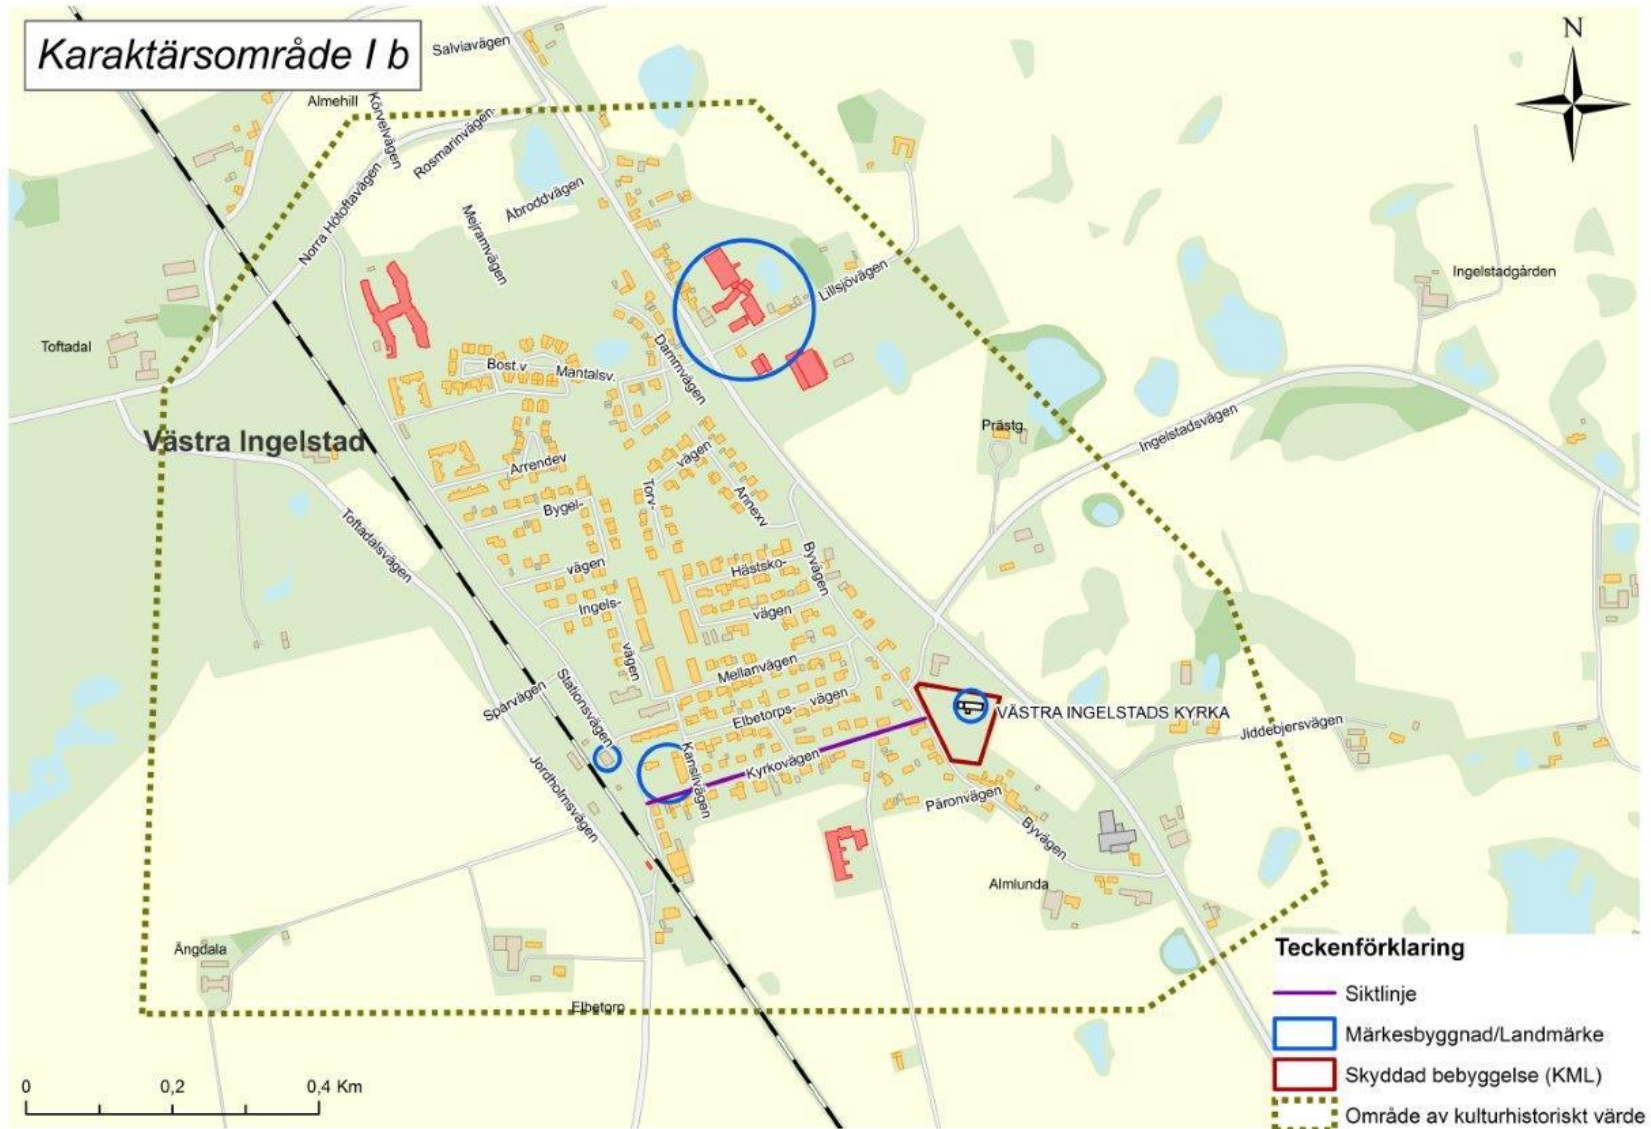 Karaktärsområde I b
N
Salviavägen
Almehill
Körvelvägen
Rosmarinvägen
Norra Hötoftavägen
Åbroddvägen
Mejramvägen
Lillsjövägen
Ingelstadgården
Toftadal
Dammvägen
Bost.v
Mantalsv.
Västra Ingelstad
Prästg.
Ingelstadsvägen
Arrendev
Torv-
vägen
Annexv
Bygel-
vägen
Toftadalsvägen
Hästsko-
vägen
Byvägen
Ingels-
vägen
Mellanvägen
Stationsvägen
Spårvägen
Elbetorps-
vägen
VÄSTRA INGELSTADS KYRKA
Jiddebjersvägen
Kanslivägen
Kyrkovägen
Jordholmsvägen
Päronvägen
Byvägen
Almlunda
Ängdala
Elbetorp
Teckenförklaring
Siktlinje
Märkesbyggnad/Landmärke
Skyddad bebyggelse (KML)
Område av kulturhistoriskt värde
0 0,2 0,4 Km